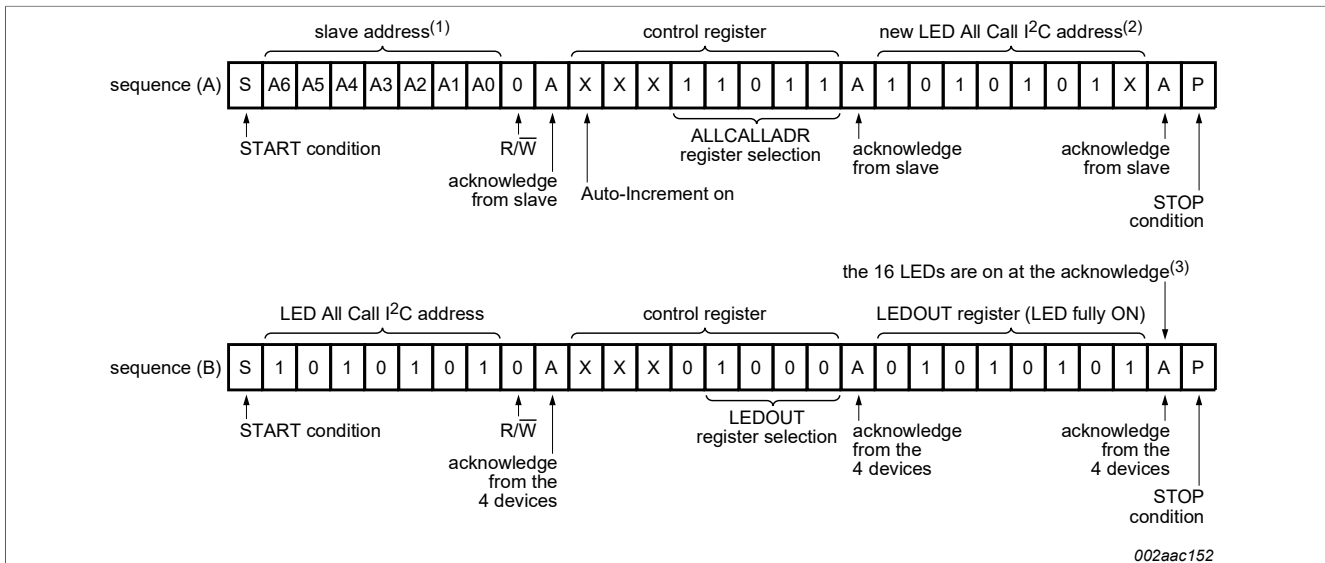 slave address(1) control register new LED All Call I2C address(2)
sequence (A) S A6 A5 A4 A3 A2 A1 A0 0 A X X X 1 1 0 1 1 A 1 0 1 0 1 0 1 X A P
START condition
R/W
acknowledge
from slave
Auto-Increment on
ALLCALLADR
register selection
acknowledge
from slave
acknowledge
from slave
STOP
condition
the 16 LEDs are on at the acknowledge(3)
LED All Call I2C address control register LEDOUT register (LED fully ON)
sequence (B) S 1 0 1 0 1 0 1 0 A X X X 0 1 0 0 0 A 0 1 0 1 0 1 0 1 A P
START condition
R/W
acknowledge
from the
4 devices
LEDOUT
register selection
acknowledge
from the
4 devices
acknowledge
from the
4 devices
STOP
condition
002aac152